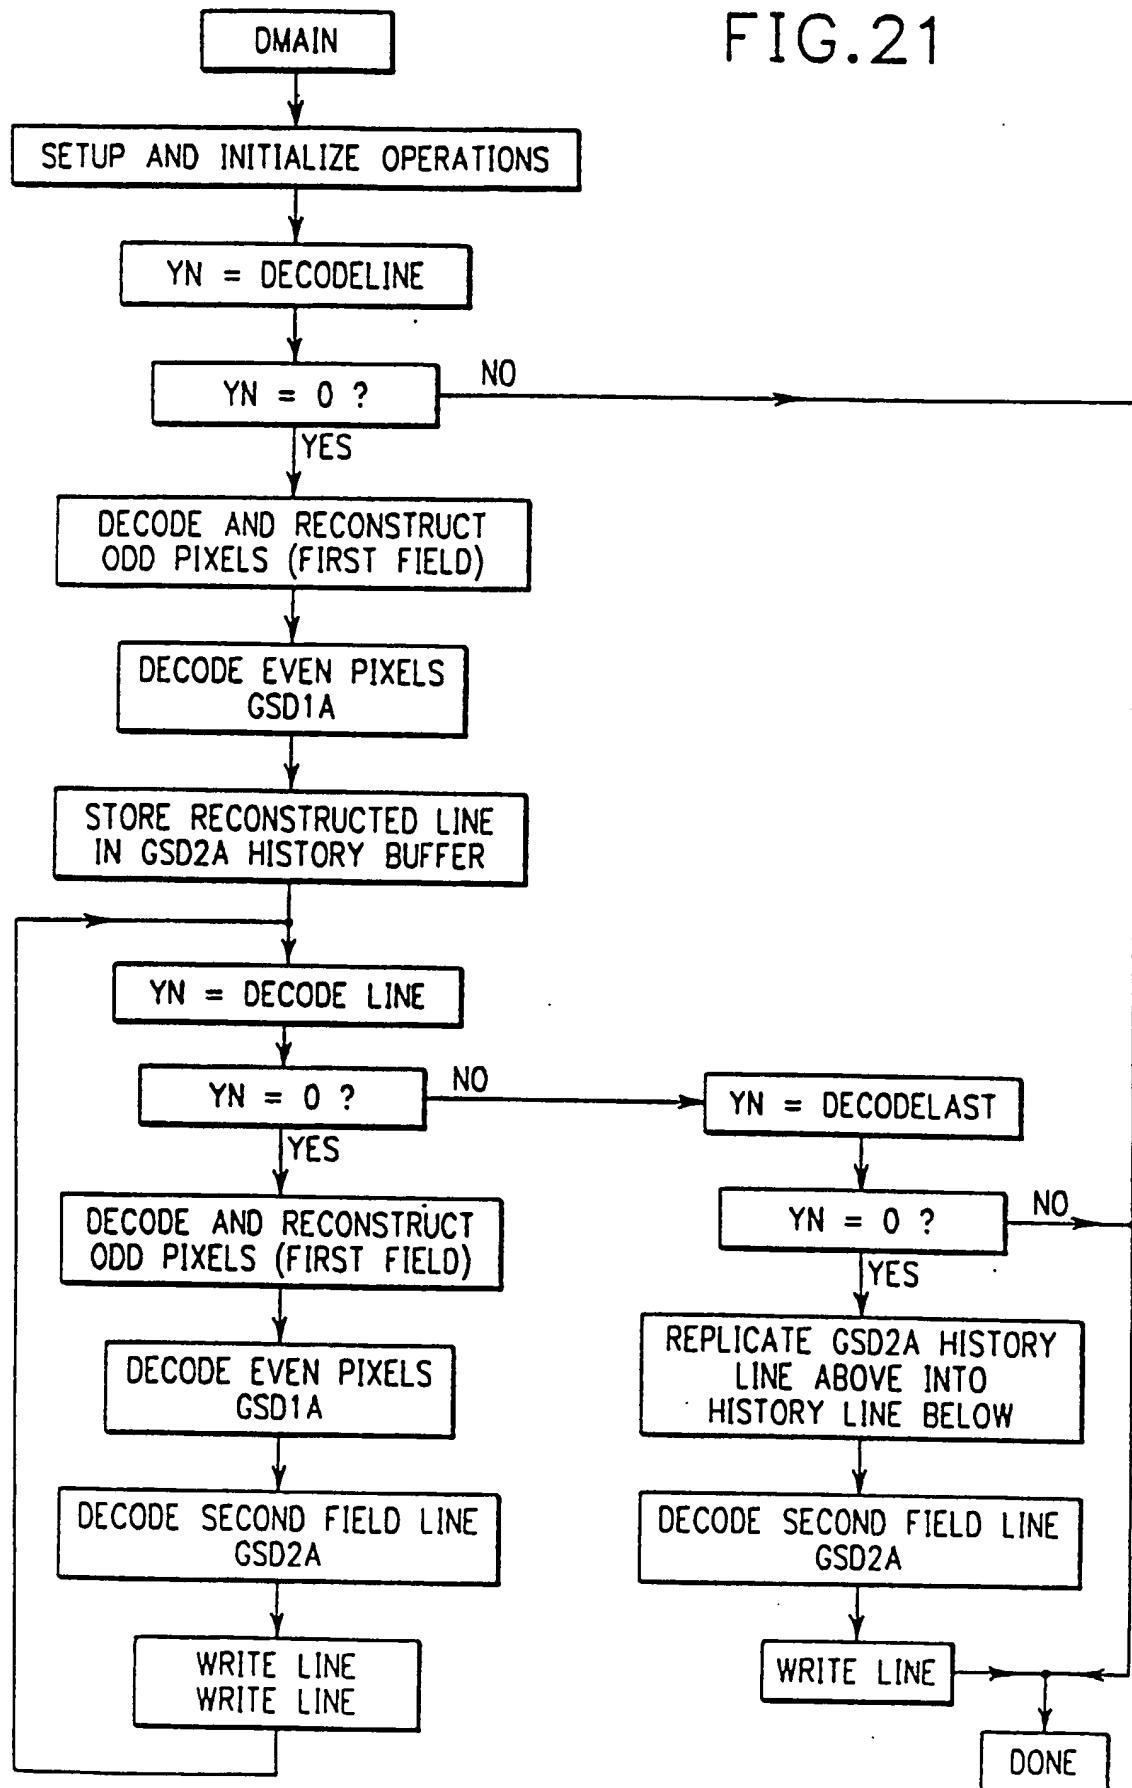 FIG.21
DMAIN
SETUP AND INITIALIZE OPERATIONS
YN = DECODELINE
YN = 0 ?
NO
YES
DECODE AND RECONSTRUCT
ODD PIXELS (FIRST FIELD)
DECODE EVEN PIXELS
GSD1A
STORE RECONSTRUCTED LINE
IN GSD2A HISTORY BUFFER
YN = DECODE LINE
YN = 0 ?
NO
YES
DECODE AND RECONSTRUCT
ODD PIXELS (FIRST FIELD)
DECODE EVEN PIXELS
GSD1A
DECODE SECOND FIELD LINE
GSD2A
WRITE LINE
WRITE LINE
YN = DECODELAST
YN = 0 ?
NO
YES
REPLICATE GSD2A HISTORY
LINE ABOVE INTO
HISTORY LINE BELOW
DECODE SECOND FIELD LINE
GSD2A
WRITE LINE
DONE